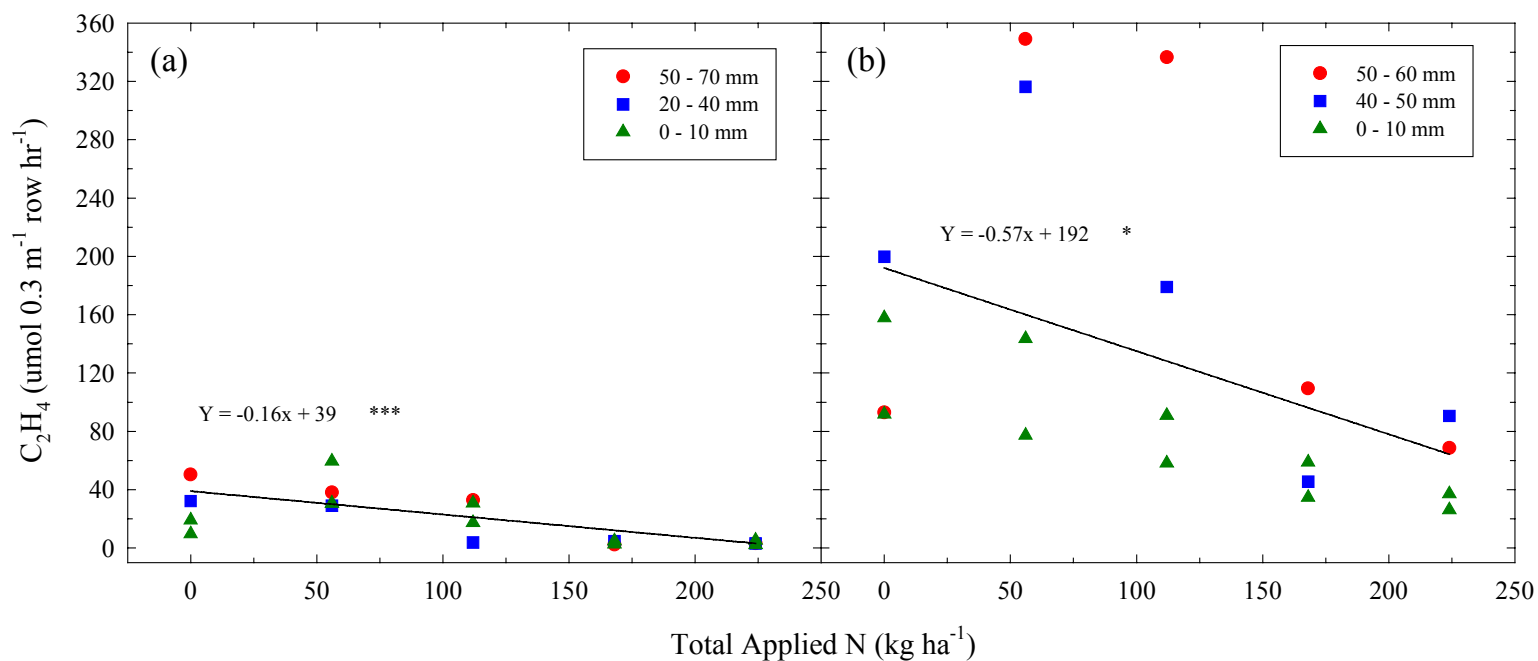 C₂H₄ (umol 0.3 m⁻¹ row hr⁻¹)
360
320
280
240
200
160
120
80
40
0
(a)
50 - 70 mm
20 - 40 mm
0 - 10 mm
Y = -0.16x + 39 ***
0 50 100 150 200 250
(b)
50 - 60 mm
40 - 50 mm
0 - 10 mm
Y = -0.57x + 192 *
0 50 100 150 200 250
Total Applied N (kg ha⁻¹)